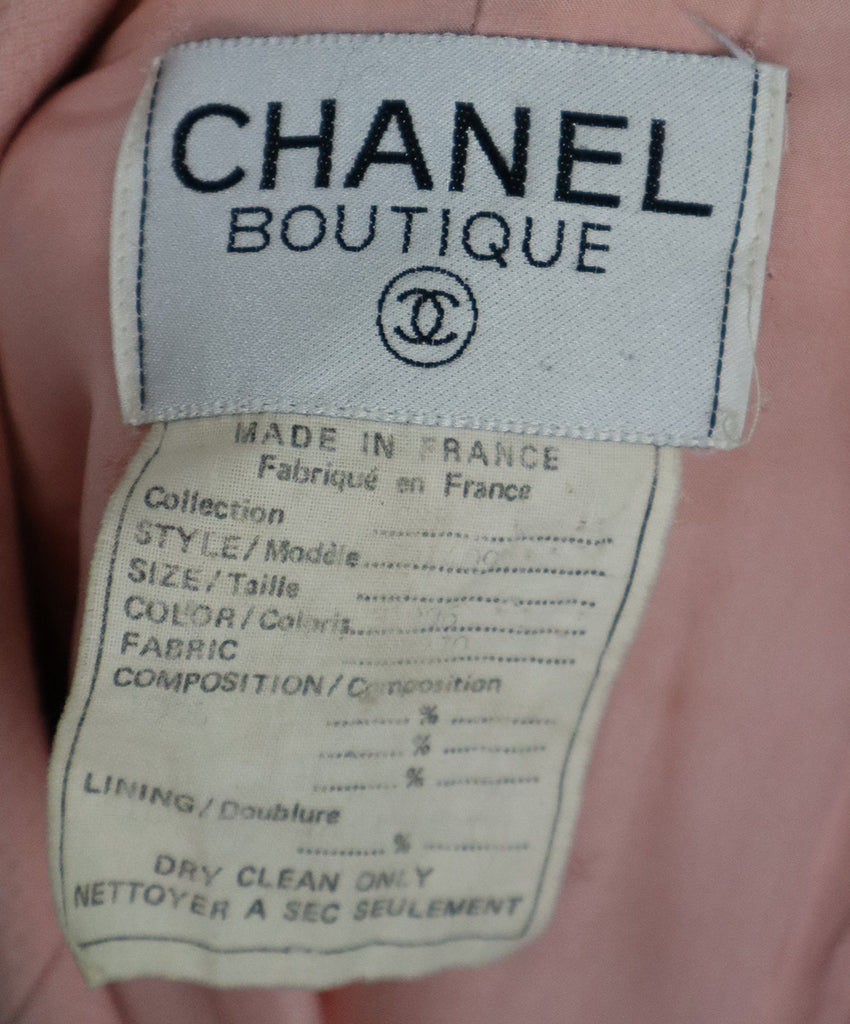 CHANEL
BOUTIQUE
MADE IN FRANCE
Fabriqué en France
Collection ....................
STYLE/Modèle....................
SIZE/Taille ....................
COLOR/Coloris....................
FABRIC ....................
COMPOSITION/Composition
..........% ..........
..........% ..........
..........% ..........
LINING/Doublure
..........% ..........
DRY CLEAN ONLY
NETTOYER A SEC SEULEMENT